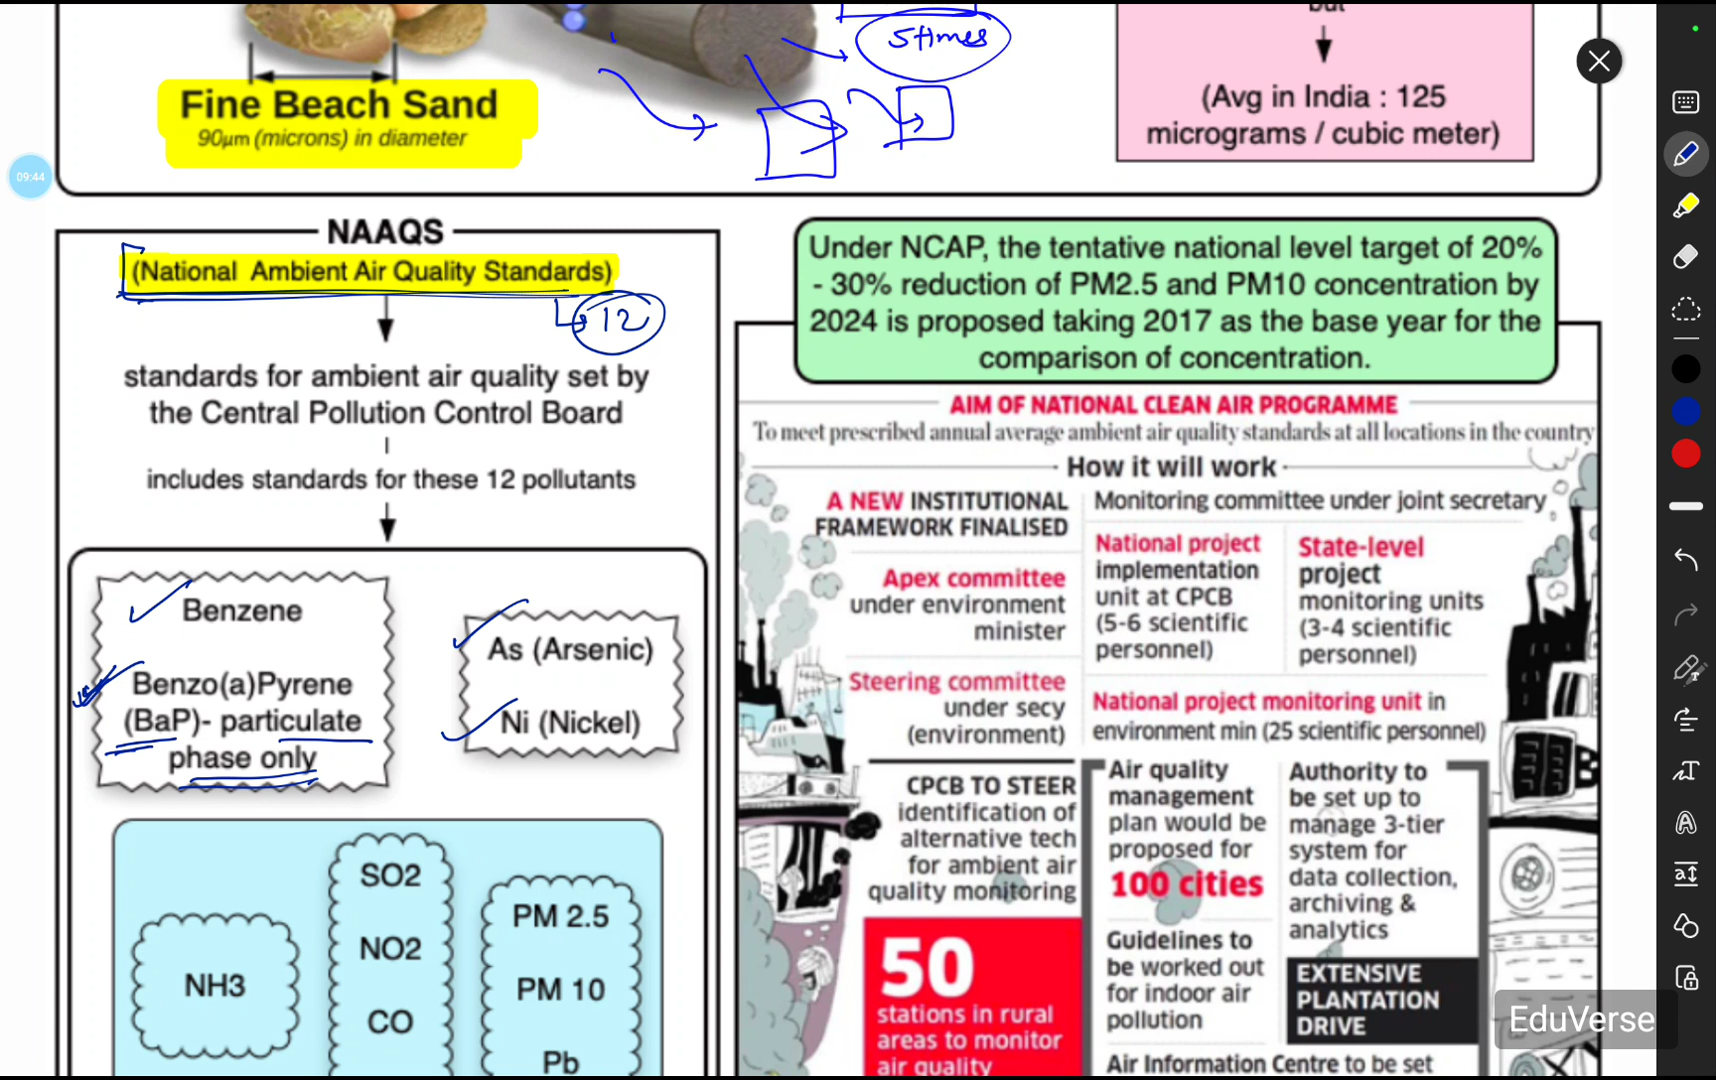 but
5times
(Avg in India : 125
micrograms / cubic meter)
Fine Beach Sand
90µm (microns) in diameter
09:44
NAAQS
(National Ambient Air Quality Standards)
12
standards for ambient air quality set by
the Central Pollution Control Board
includes standards for these 12 pollutants
Benzene
Benzo(a)Pyrene
(BaP)- particulate
phase only
As (Arsenic)
Ni (Nickel)
NH3
SO2
NO2
CO
PM 2.5
PM 10
Pb
Under NCAP, the tentative national level target of 20%
- 30% reduction of PM2.5 and PM10 concentration by
2024 is proposed taking 2017 as the base year for the
comparison of concentration.
AIM OF NATIONAL CLEAN AIR PROGRAMME
To meet prescribed annual average ambient air quality standards at all locations in the country
How it will work
A NEW INSTITUTIONAL
FRAMEWORK FINALISED
Apex committee
under environment
minister
Steering committee
under secy
(environment)
Monitoring committee under joint secretary
National project
implementation
unit at CPCB
(5-6 scientific
personnel)
State-level
project
monitoring units
(3-4 scientific
personnel)
National project monitoring unit in
environment min (25 scientific personnel)
CPCB TO STEER
identification of
alternative tech
for ambient air
quality monitoring
50
stations in rural
areas to monitor
air quality
Air quality
management
plan would be
proposed for
100 cities
Guidelines to
be worked out
for indoor air
pollution
Authority to
be set up to
manage 3-tier
system for
data collection,
archiving &
analytics
EXTENSIVE
PLANTATION
DRIVE
Air Information Centre to be set
EduVerse